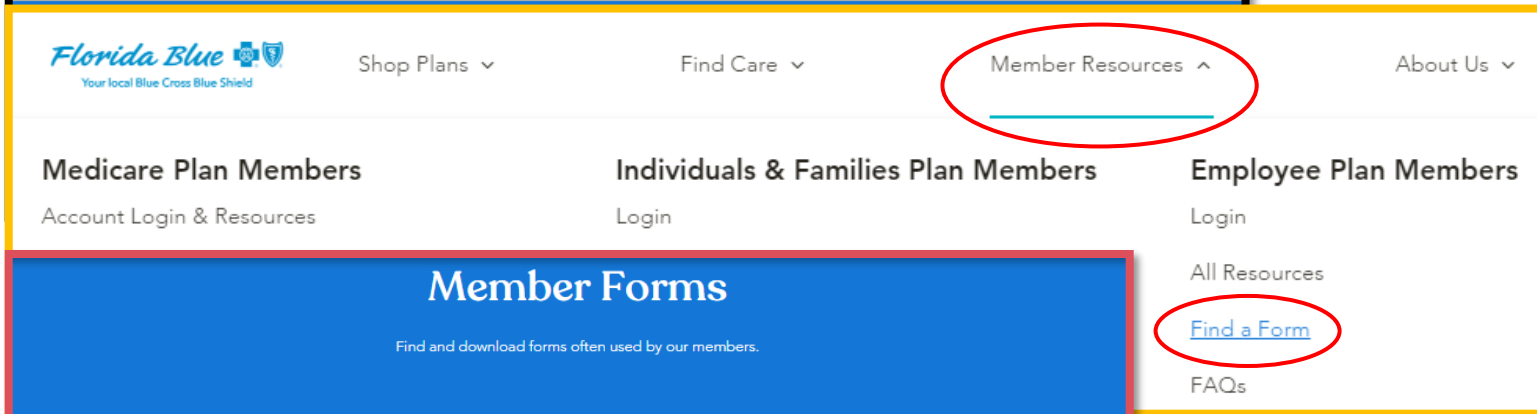 Florida Blue
Your local Blue Cross Blue Shield
Shop Plans
Find Care
Member Resources
About Us
Medicare Plan Members
Individuals & Families Plan Members
Employee Plan Members
Account Login & Resources
Login
Login
All Resources
Find a Form
FAQs
Member Forms
Find and download forms often used by our members.